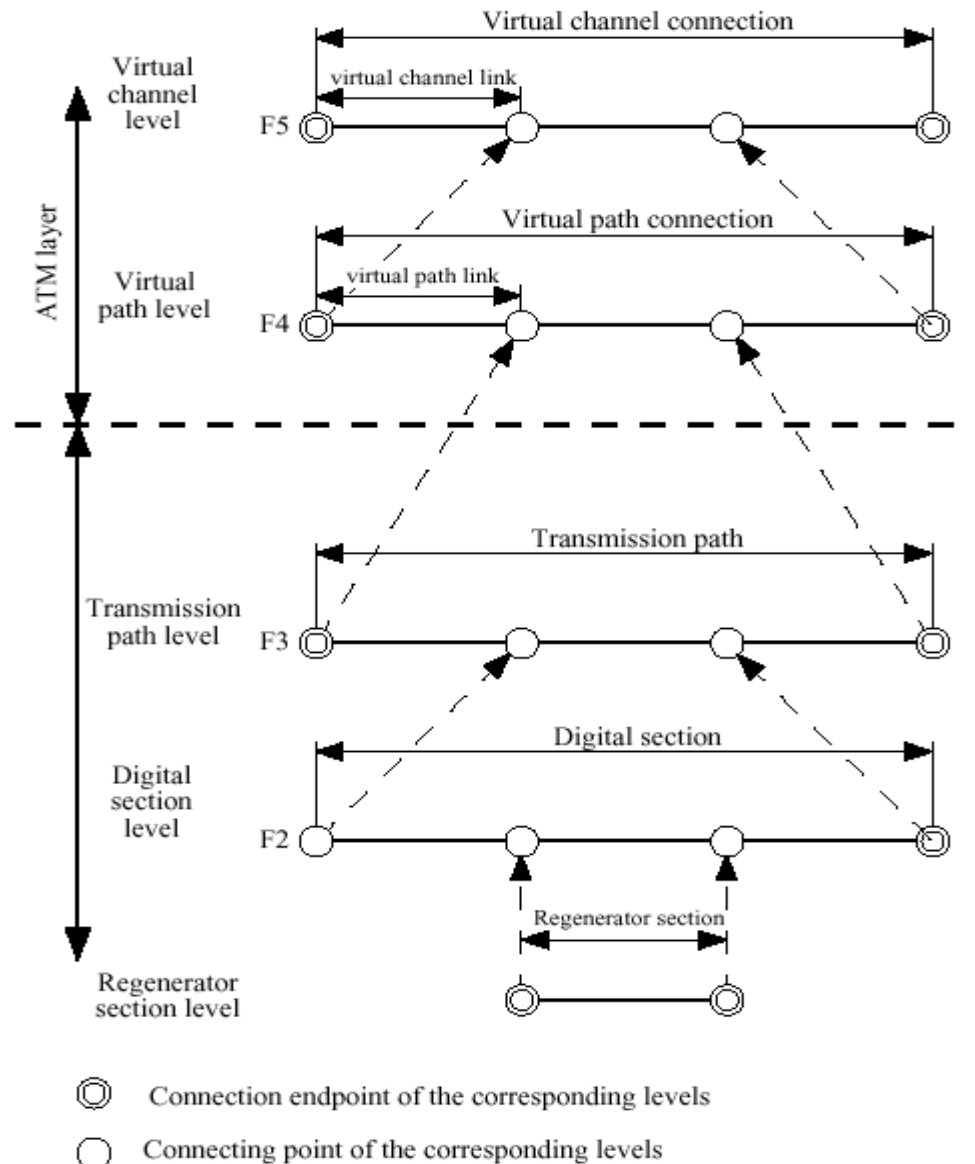 Virtual channel connection
Virtual
channel
level
virtual channel link
F5
Virtual path connection
ATM layer
Virtual
path level
virtual path link
F4
Transmission path
Transmission
path level
F3
Digital section
Digital
section
level
F2
Regenerator section
Regenerator
section level
Connection endpoint of the corresponding levels
Connecting point of the corresponding levels